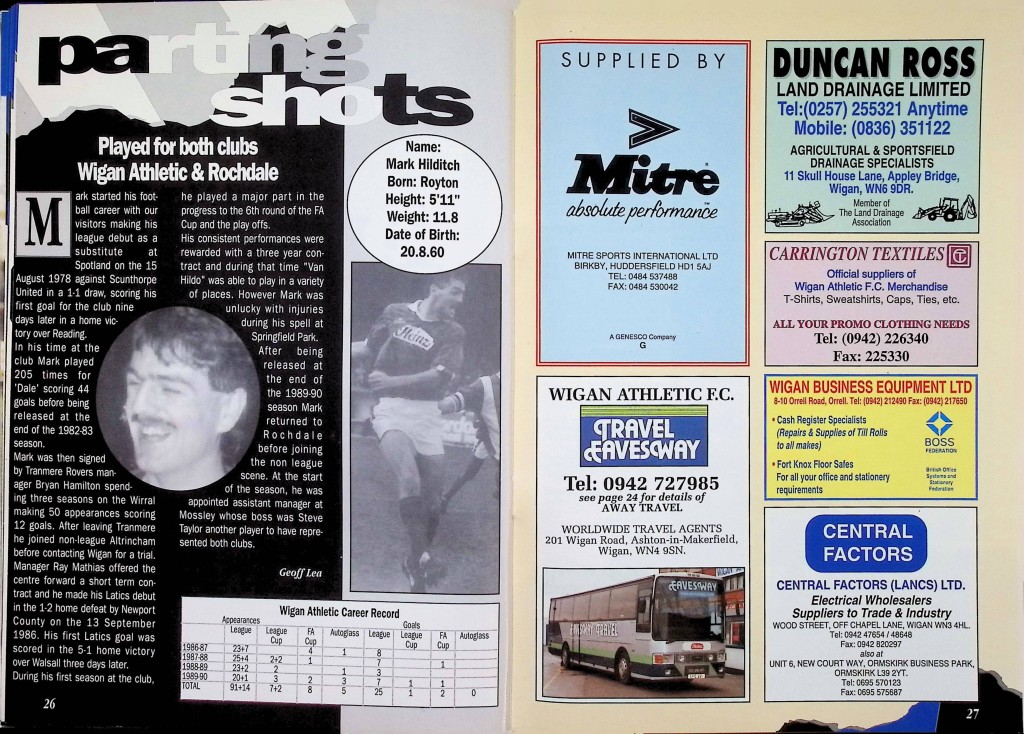 parting
shots
Played for both clubs
Wigan Athletic & Rochdale
Mark started his foot-
ball career with our
visitors making his
league debut as a
substitute at
Spotland on the 15
August 1978 against Scunthorpe
United in a 1-1 draw, scoring his
first goal for the club nine
days later in a home vic-
tory over Reading.
In his time at the
club Mark played
205 times for
'Dale' scoring 44
goals before being
released at the
end of the 1982-83
season.
Mark was then signed
by Tranmere Rovers man-
ager Bryan Hamilton spend-
ing three seasons on the Wirral
making 50 appearances scoring
12 goals. After leaving Tranmere
he joined non-league Altrincham
before contacting Wigan for a trial.
Manager Ray Mathias offered the
centre forward a short term con-
tract and he made his Latics debut
in the 1-2 home defeat by Newport
County on the 13 September
1986. His first Latics goal was
scored in the 5-1 home victory
over Walsall three days later.
During his first season at the club,
he played a major part in the
progress to the 6th round of the FA
Cup and the play offs.
His consistent performances were
rewarded with a three year con-
tract and during that time "Van
Hildo" was able to play in a variety
of places. However Mark was
unlucky with injuries
during his spell at
Springfield Park.
After being
released at
the end of
the 1989-90
season Mark
returned to
Rochdale
before joining
the non league
scene. At the start
of the season, he was
appointed assistant manager at
Mossley whose boss was Steve
Taylor another player to have repre-
sented both clubs.
Geoff Lea
Name:
Mark Hilditch
Born: Royton
Height: 5'11"
Weight: 11.8
Date of Birth:
20.8.60
Heinz
Wigan Athletic Career Record
Appearances Goals
League League Cup FA Cup Autoglass League League Cup FA Cup Autoglass
1986-87 23+7 4 1 8
1987-88 25+4 2+2 1 7 1
1988-89 23+2 2 1 3
1989-90 20+1 3 2 3 7 1 1
TOTAL 91+14 7+2 8 5 25 1 2 0
26
SUPPLIED BY
Mitre
absolute performance
MITRE SPORTS INTERNATIONAL LTD
BIRKBY, HUDDERSFIELD HD1 5AJ
TEL: 0484 537488
FAX: 0484 530042
A GENESCO Company
G
WIGAN ATHLETIC F.C.
TRAVEL
EAVESWAY
Tel: 0942 727985
see page 24 for details of
AWAY TRAVEL
WORLDWIDE TRAVEL AGENTS
201 Wigan Road, Ashton-in-Makerfield,
Wigan, WN4 9SN.
EAVESWAY
EAVESWAY TRAVEL
DUNCAN ROSS
LAND DRAINAGE LIMITED
Tel:(0257) 255321 Anytime
Mobile: (0836) 351122
AGRICULTURAL & SPORTSFIELD
DRAINAGE SPECIALISTS
11 Skull House Lane, Appley Bridge,
Wigan, WN6 9DR.
Member of
The Land Drainage
Association
CARRINGTON TEXTILES
Official suppliers of
Wigan Athletic F.C. Merchandise
T-Shirts, Sweatshirts, Caps, Ties, etc.
ALL YOUR PROMO CLOTHING NEEDS
Tel: (0942) 226340
Fax: 225330
WIGAN BUSINESS EQUIPMENT LTD
8-10 Orrell Road, Orrell. Tel: (0942) 212490 Fax: (0942) 217650
• Cash Register Specialists
(Repairs & Supplies of Till Rolls
to all makes)
• Fort Knox Floor Safes
For all your office and stationery
requirements
BOSS
FEDERATION
British Office
Systems and
Stationery
Federation
CENTRAL
FACTORS
CENTRAL FACTORS (LANCS) LTD.
Electrical Wholesalers
Suppliers to Trade & Industry
WOOD STREET, OFF CHAPEL LANE, WIGAN WN3 4HL.
Tel: 0942 47654 / 48648
Fax: 0942 820297
also at
UNIT 6, NEW COURT WAY, ORMSKIRK BUSINESS PARK,
ORMSKIRK L39 2YT.
Tel: 0695 570123
Fax: 0695 575687
27